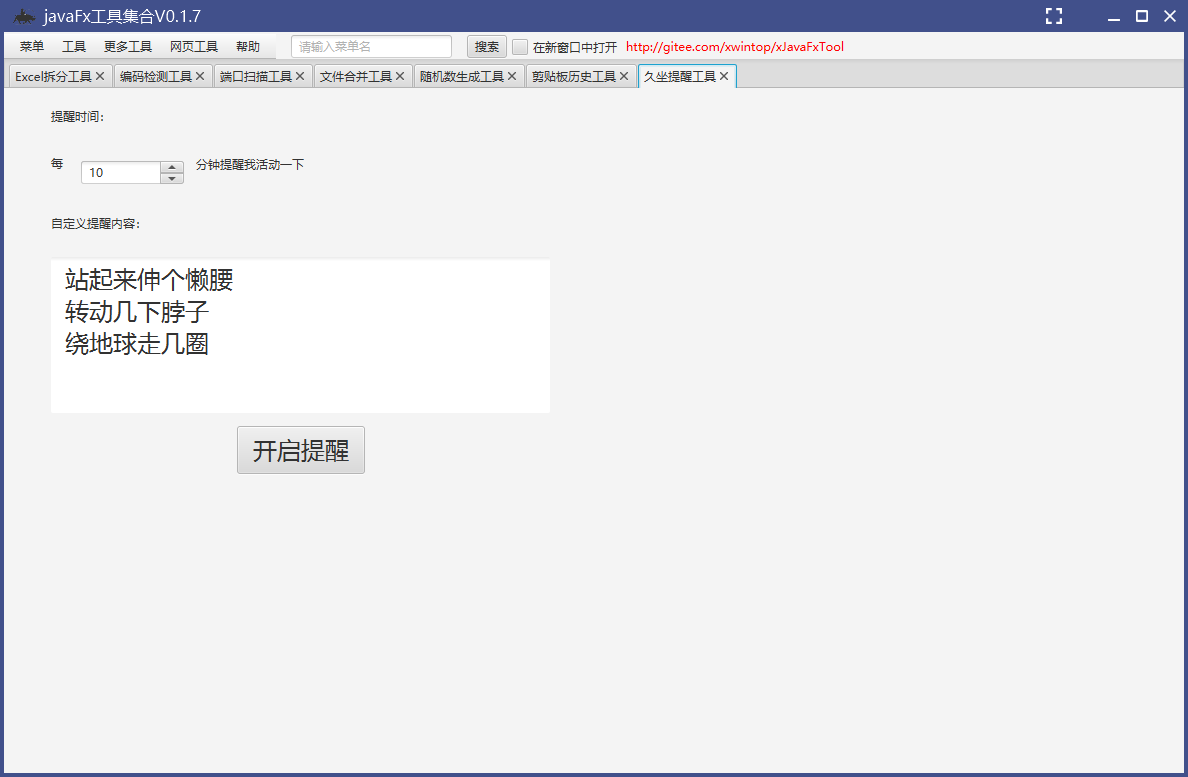 javaFx工具集合V0.1.7
菜单 工具 更多工具 网页工具 帮助 请输入菜单名 搜索 在新窗口中打开 http://gitee.com/xwintop/xJavaFxTool
Excel拆分工具 编码检测工具 端口扫描工具 文件合并工具 随机数生成工具 剪贴板历史工具 久坐提醒工具
提醒时间：
每 10 分钟提醒我活动一下
自定义提醒内容：
站起来伸个懒腰
转动几下脖子
绕地球走几圈
开启提醒